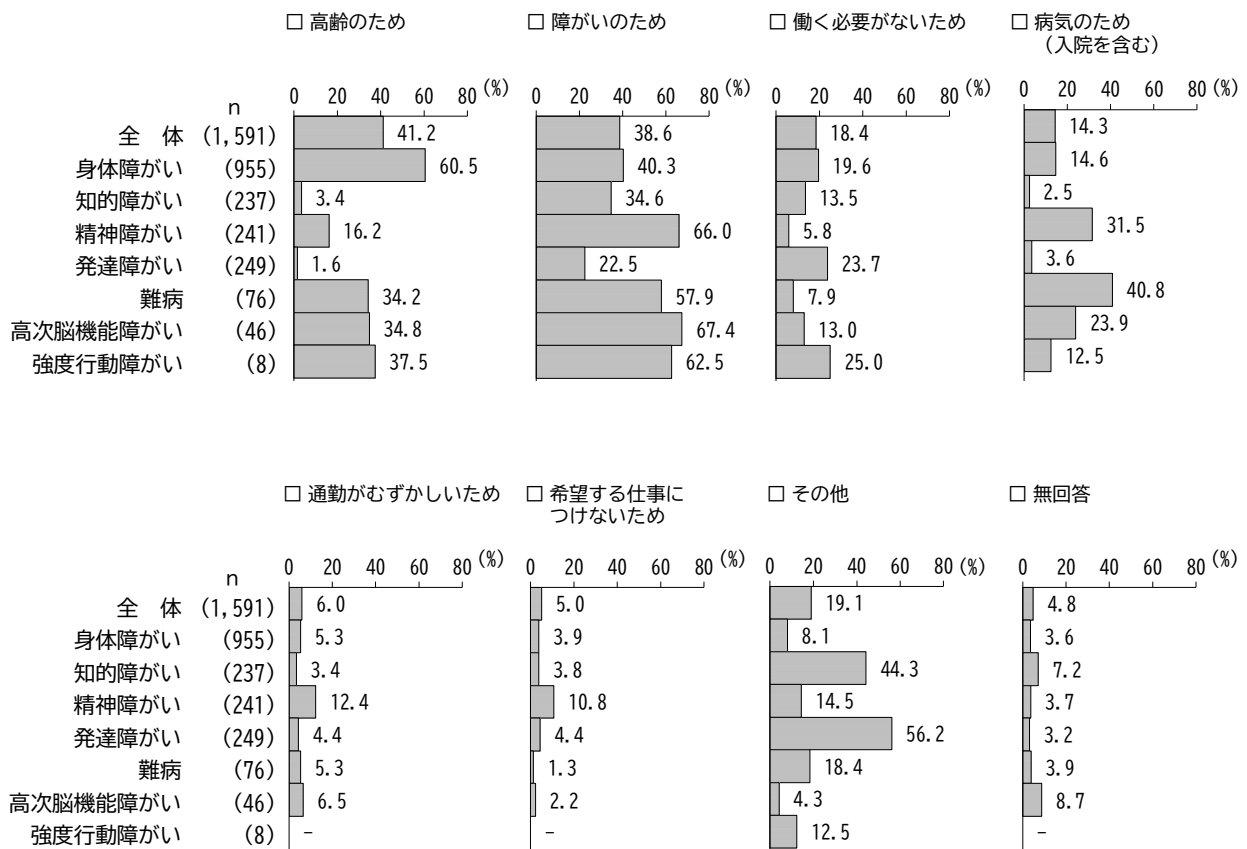 □ 高齢のため □ 障がいのため □ 働く必要がないため □ 病気のため
(入院を含む)
0 20 40 60 80 (%) 0 20 40 60 80 (%) 0 20 40 60 80 (%) 0 20 40 60 80 (%)
n
全 体 (1,591) 41.2 38.6 18.4 14.3
身体障がい (955) 60.5 40.3 19.6 14.6
知的障がい (237) 3.4 34.6 13.5 2.5
精神障がい (241) 16.2 66.0 5.8 31.5
発達障がい (249) 1.6 22.5 23.7 3.6
難病 (76) 34.2 57.9 7.9 40.8
高次脳機能障がい (46) 34.8 67.4 13.0 23.9
強度行動障がい (8) 37.5 62.5 25.0 12.5
□ 通勤がむずかしいため □ 希望する仕事に □ その他 □ 無回答
つけないため
0 20 40 60 80 (%) 0 20 40 60 80 (%) 0 20 40 60 80 (%) 0 20 40 60 80 (%)
n
全 体 (1,591) 6.0 5.0 19.1 4.8
身体障がい (955) 5.3 3.9 8.1 3.6
知的障がい (237) 3.4 3.8 44.3 7.2
精神障がい (241) 12.4 10.8 14.5 3.7
発達障がい (249) 4.4 4.4 56.2 3.2
難病 (76) 5.3 1.3 18.4 3.9
高次脳機能障がい (46) 6.5 2.2 4.3 8.7
強度行動障がい (8) - - 12.5 -